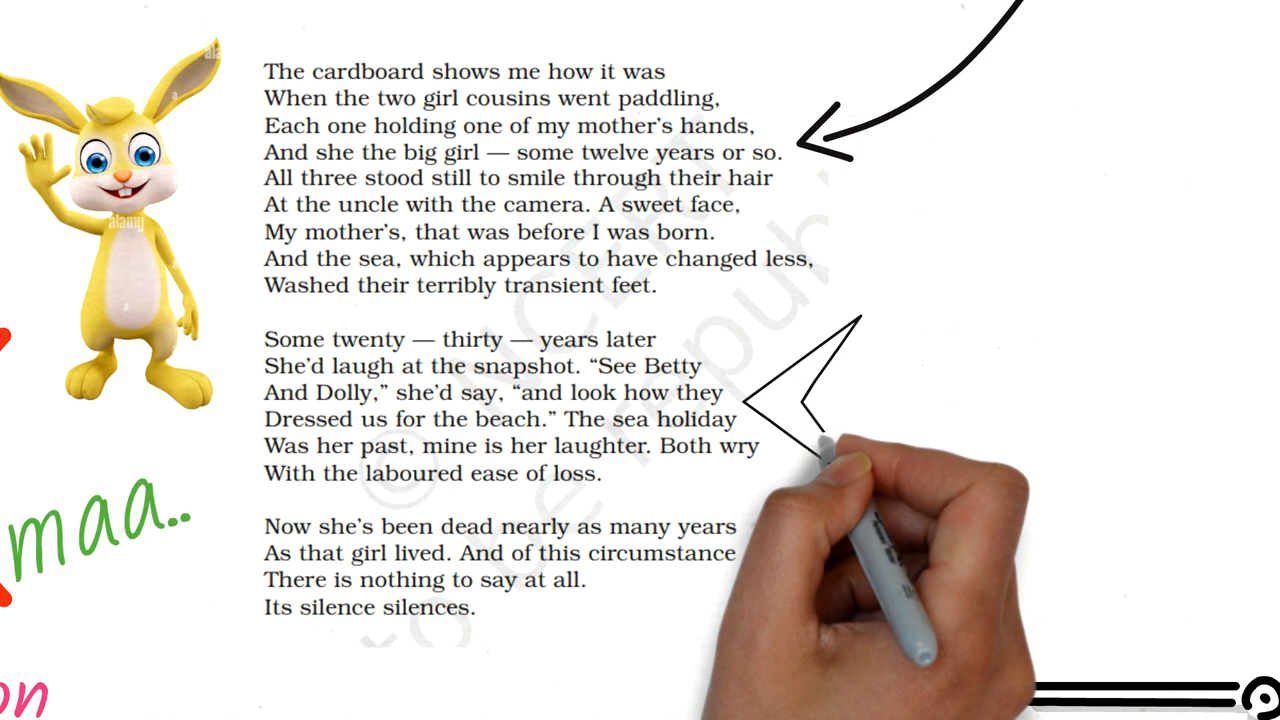 The cardboard shows me how it was
When the two girl cousins went paddling,
Each one holding one of my mother's hands,
And she the big girl — some twelve years or so.
All three stood still to smile through their hair
At the uncle with the camera. A sweet face,
My mother's, that was before I was born.
And the sea, which appears to have changed less,
Washed their terribly transient feet.
Some twenty — thirty — years later
She'd laugh at the snapshot. “See Betty
And Dolly,” she'd say, “and look how they
Dressed us for the beach.” The sea holiday
Was her past, mine is her laughter. Both wry
With the laboured ease of loss.
Now she's been dead nearly as many years
As that girl lived. And of this circumstance
There is nothing to say at all.
Its silence silences.
© NCERT
to be republ
alamy
maa..
on